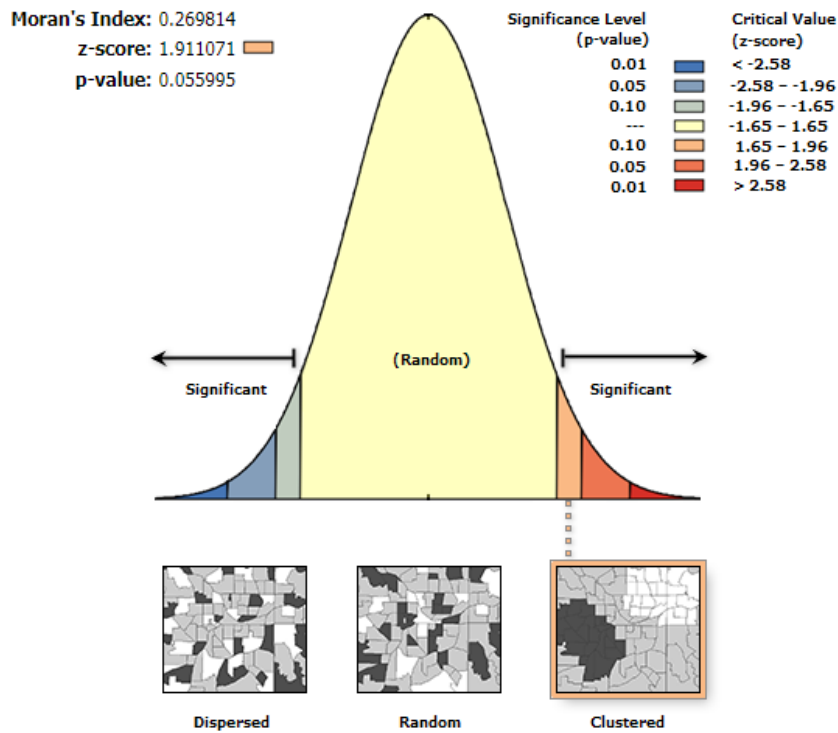 Moran's Index: 0.269814
z-score: 1.911071
p-value: 0.055995
Significance Level
(p-value)
Critical Value
(z-score)
0.01 < -2.58
0.05 -2.58 – -1.96
0.10 -1.96 – -1.65
--- -1.65 – 1.65
0.10 1.65 – 1.96
0.05 1.96 – 2.58
0.01 > 2.58
(Random)
Significant
Significant
Dispersed
Random
Clustered